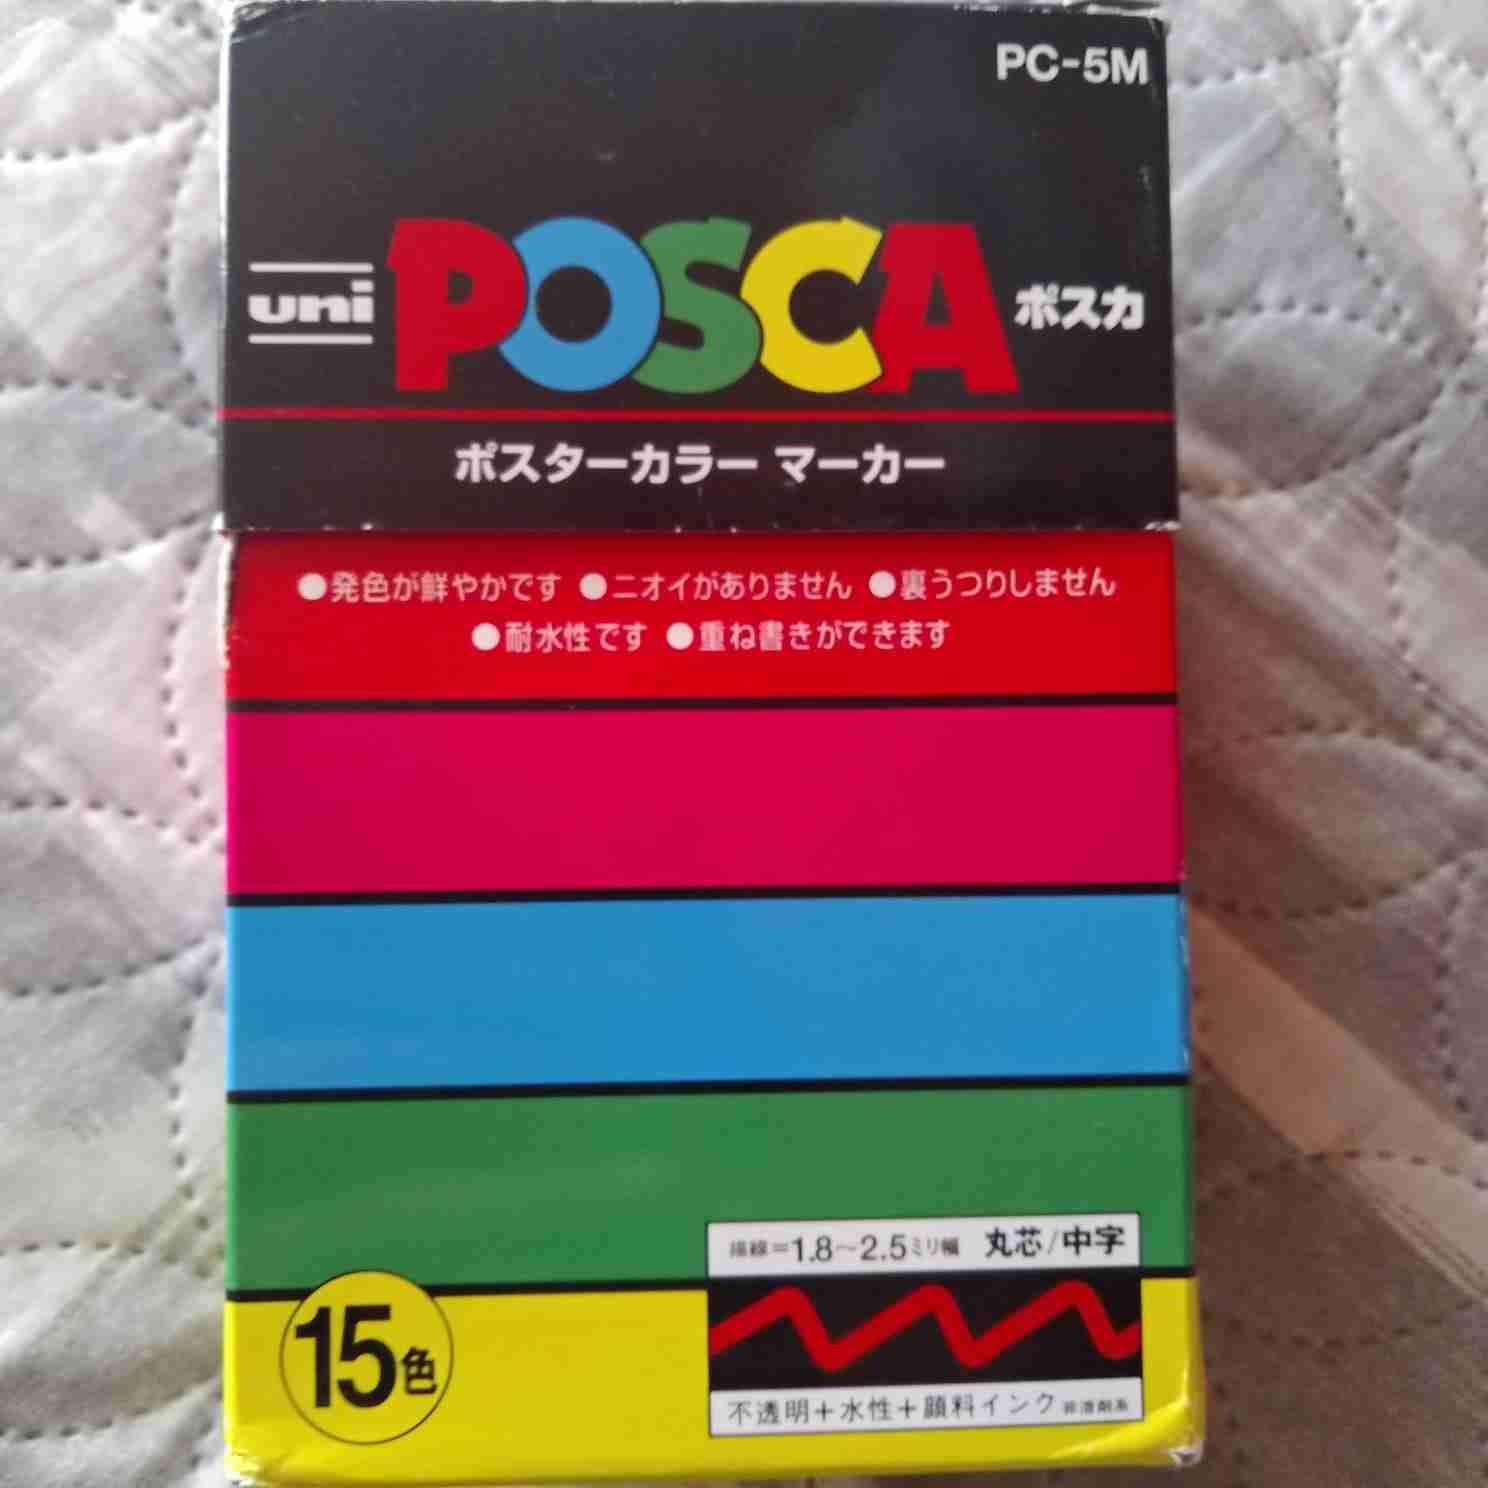 PC-5M
uni POSCA ポスカ
ポスターカラー マーカー
●発色が鮮やかです ●ニオイがありません ●裏うつりしません
●耐水性です ●重ね書きができます
描線=1.8〜2.5ミリ幅 丸芯/中字
15色
不透明+水性+顔料インク 非溶剤系